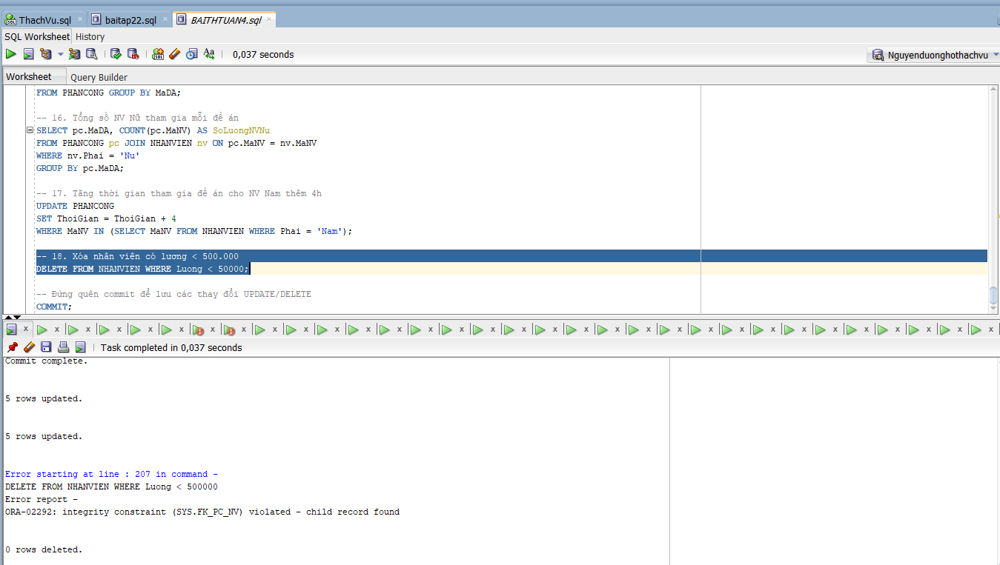 ThachVu.sql baitap22.sql BAITHTUAN4.sql
SQL Worksheet History
0,037 seconds Nguyenduonghothachvu
Worksheet Query Builder
FROM PHANCONG GROUP BY MaDA;
-- 16. Tổng số NV Nữ tham gia mỗi đề án
SELECT pc.MaDA, COUNT(pc.MaNV) AS SoLuongNVNu
FROM PHANCONG pc JOIN NHANVIEN nv ON pc.MaNV = nv.MaNV
WHERE nv.Phai = 'Nu'
GROUP BY pc.MaDA;
-- 17. Tăng thời gian tham gia đề án cho NV Nam thêm 4h
UPDATE PHANCONG
SET ThoiGian = ThoiGian + 4
WHERE MaNV IN (SELECT MaNV FROM NHANVIEN WHERE Phai = 'Nam');
-- 18. Xóa nhân viên có lương < 500.000
DELETE FROM NHANVIEN WHERE Luong < 50000;
-- Đừng quên commit để lưu các thay đổi UPDATE/DELETE
COMMIT;
Task completed in 0,037 seconds
Commit complete.
5 rows updated.
5 rows updated.
Error starting at line : 207 in command -
DELETE FROM NHANVIEN WHERE Luong < 500000
Error report -
ORA-02292: integrity constraint (SYS.FK_PC_NV) violated - child record found
0 rows deleted.